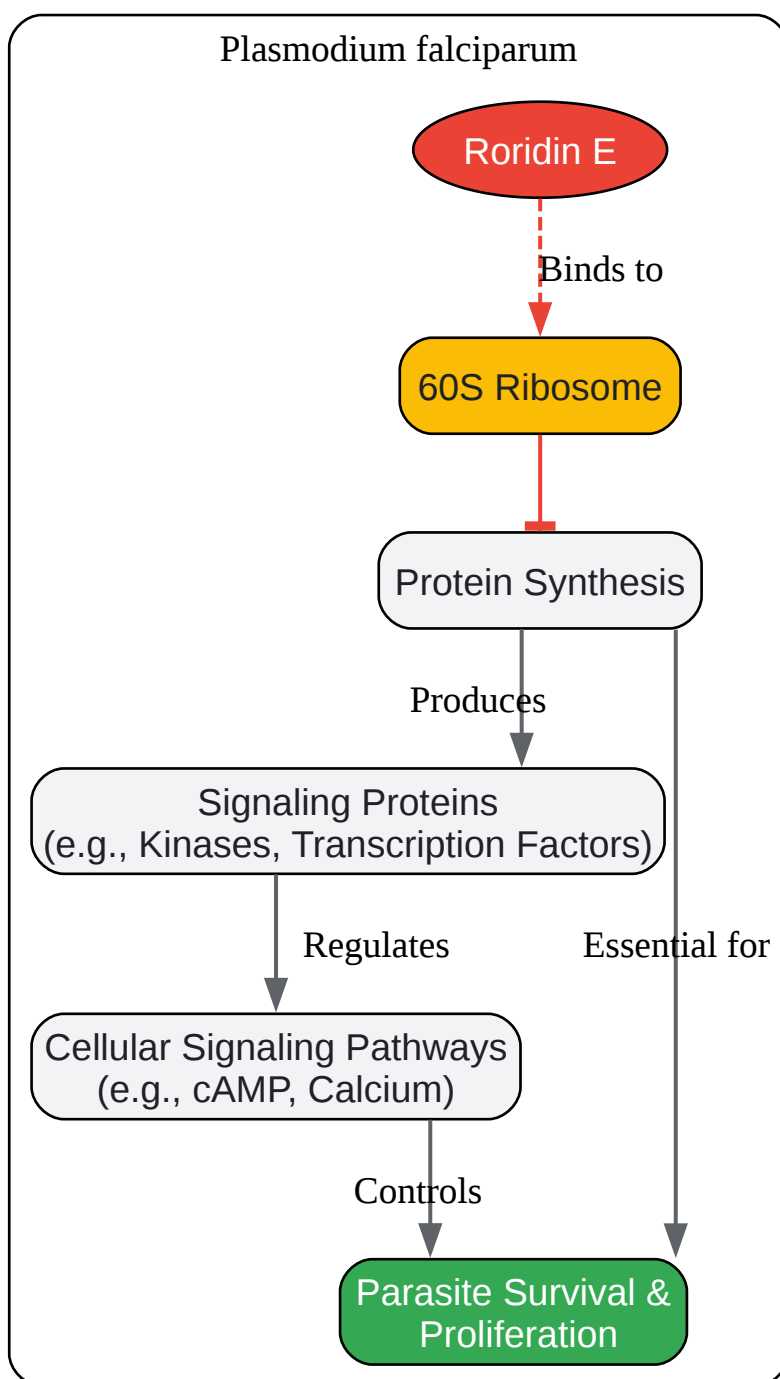 Plasmodium falciparum
Roridin E
Binds to
60S Ribosome
Protein Synthesis
Produces
Signaling Proteins
(e.g., Kinases, Transcription Factors)
Regulates
Essential for
Cellular Signaling Pathways
(e.g., cAMP, Calcium)
Controls
Parasite Survival &
Proliferation